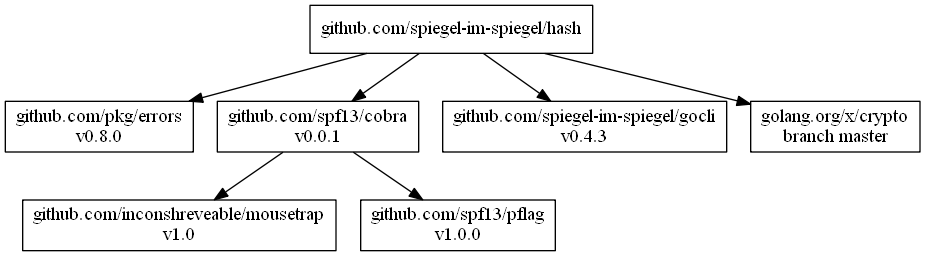 github.com/spiegel-im-spiegel/hash
github.com/pkg/errors
v0.8.0
github.com/spf13/cobra
v0.0.1
github.com/spiegel-im-spiegel/gocli
v0.4.3
golang.org/x/crypto
branch master
github.com/inconshreveable/mousetrap
v1.0
github.com/spf13/pflag
v1.0.0